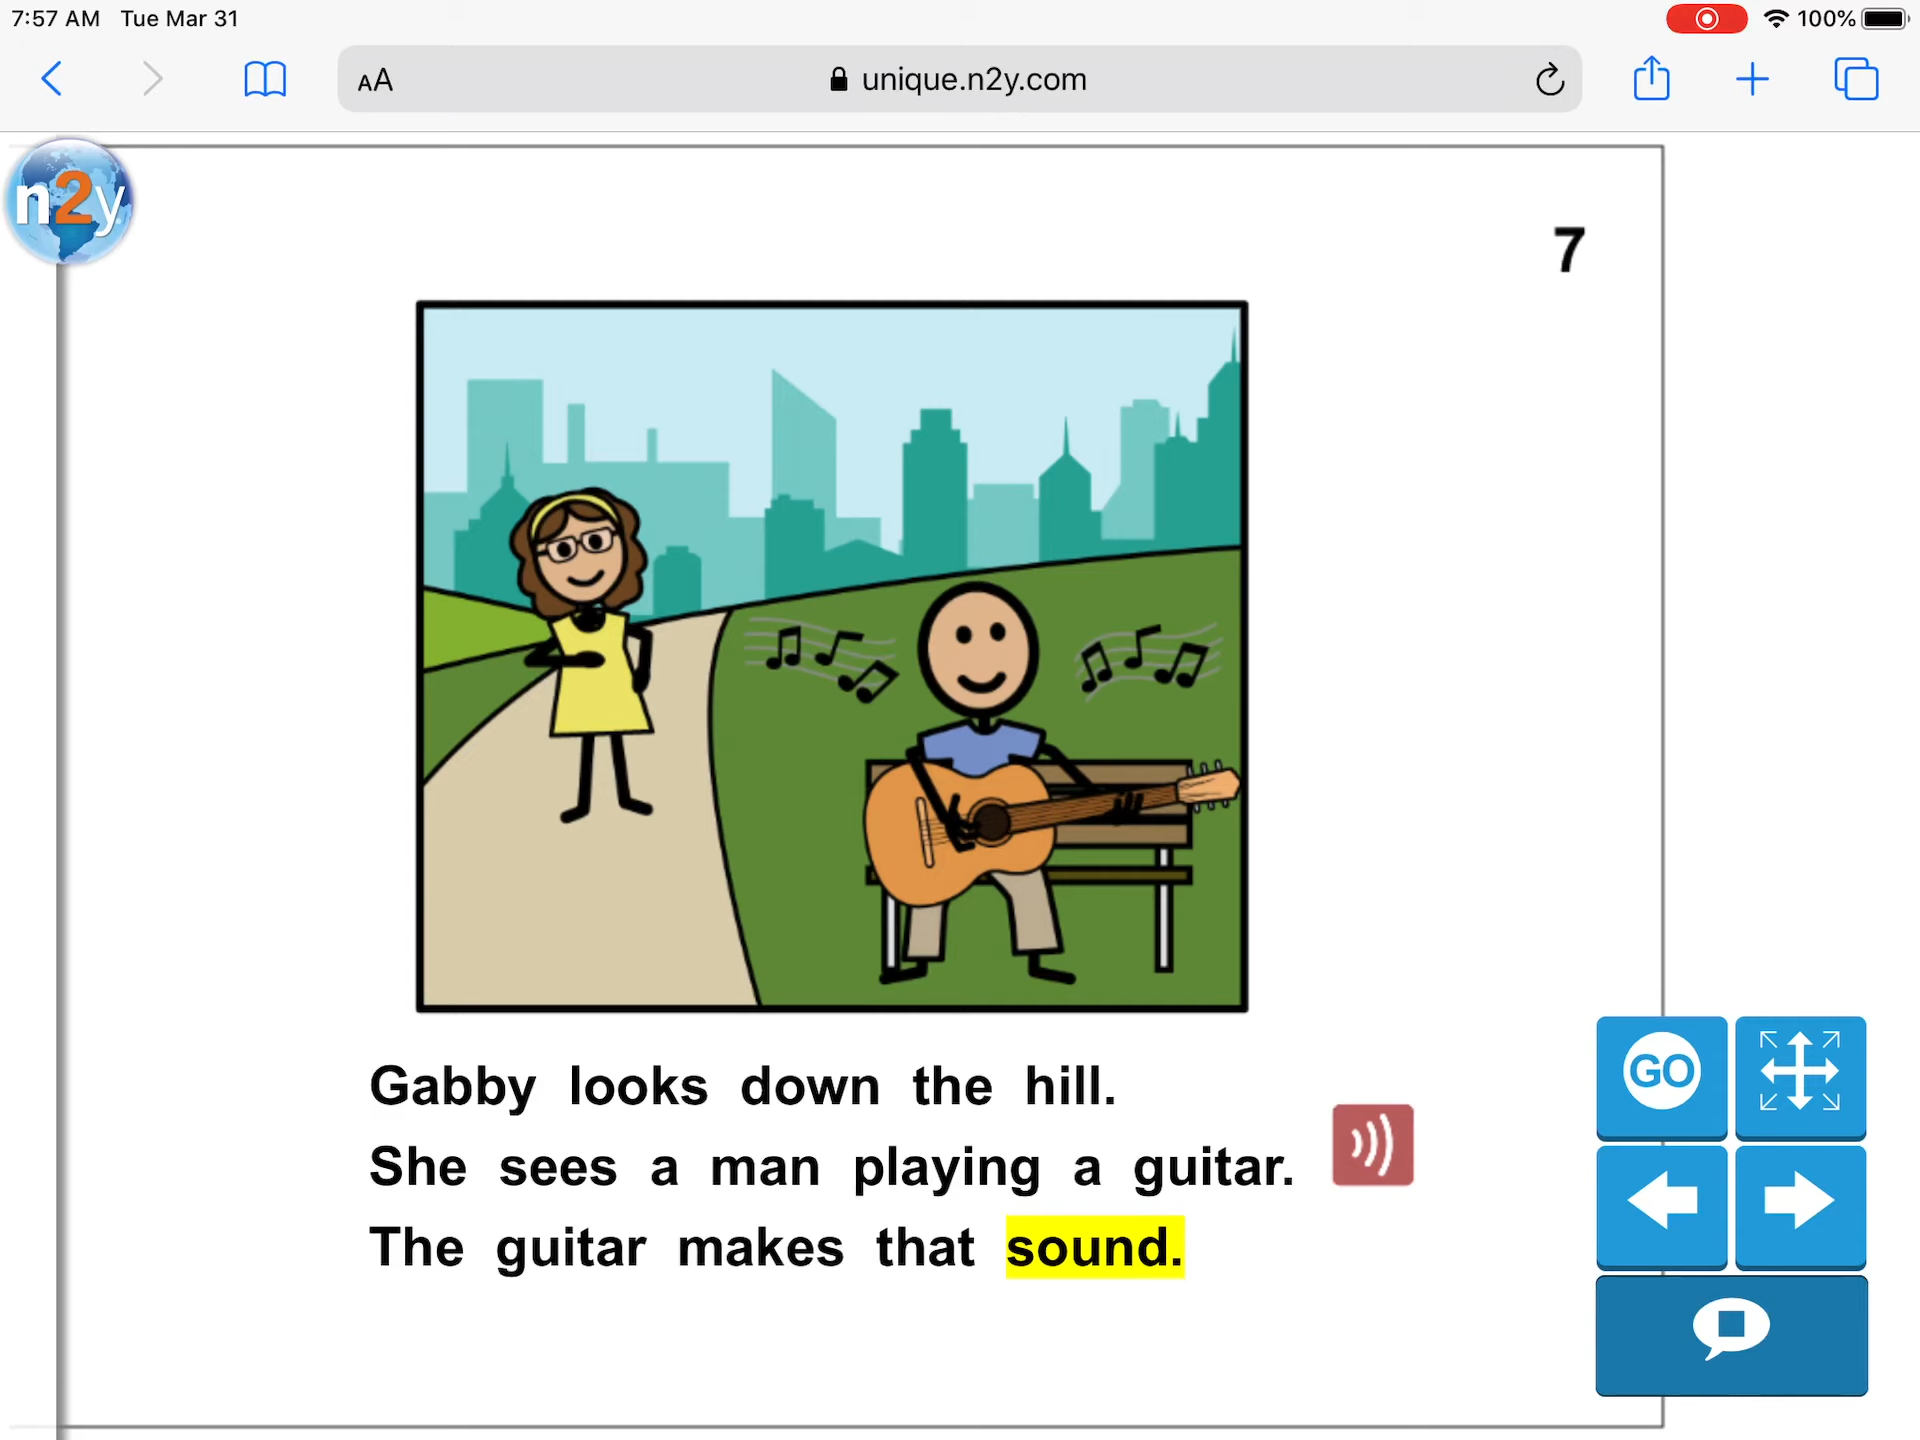 7:57 AM Tue Mar 31
100%
AA unique.n2y.com
n2y
7
Gabby looks down the hill.
She sees a man playing a guitar.
The guitar makes that sound.
GO